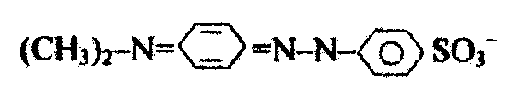 (CH₃)₂–N= =N–N– SO₃⁻